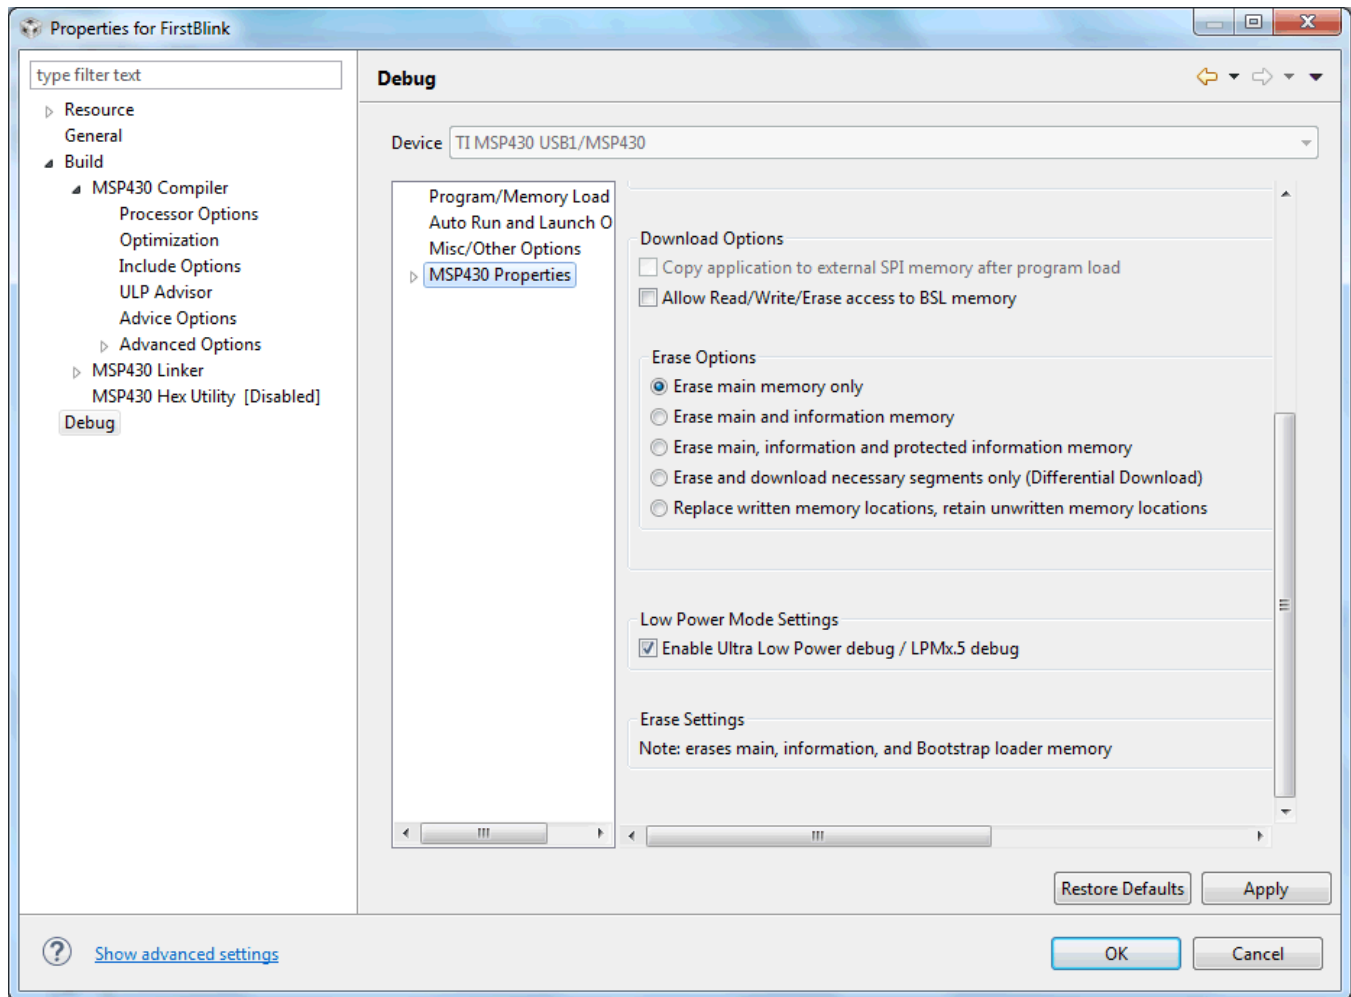 Properties for FirstBlink
type filter text
Resource
General
Build
MSP430 Compiler
Processor Options
Optimization
Include Options
ULP Advisor
Advice Options
Advanced Options
MSP430 Linker
MSP430 Hex Utility [Disabled]
Debug
Debug
Device TI MSP430 USB1/MSP430
Program/Memory Load
Auto Run and Launch O
Misc/Other Options
MSP430 Properties
Download Options
Copy application to external SPI memory after program load
Allow Read/Write/Erase access to BSL memory
Erase Options
Erase main memory only
Erase main and information memory
Erase main, information and protected information memory
Erase and download necessary segments only (Differential Download)
Replace written memory locations, retain unwritten memory locations
Low Power Mode Settings
Enable Ultra Low Power debug / LPMx.5 debug
Erase Settings
Note: erases main, information, and Bootstrap loader memory
Restore Defaults Apply
? Show advanced settings
OK Cancel